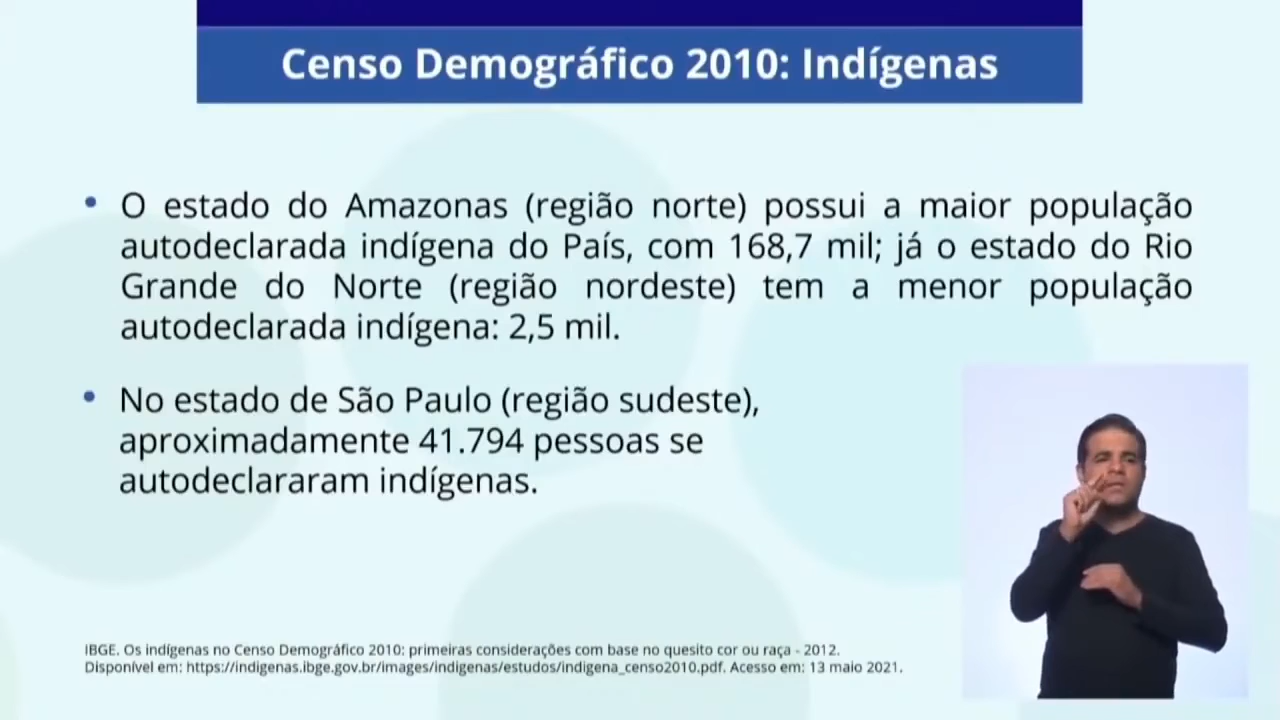 Censo Demográfico 2010: Indígenas
• O estado do Amazonas (região norte) possui a maior população
autodeclarada indígena do País, com 168,7 mil; já o estado do Rio
Grande do Norte (região nordeste) tem a menor população
autodeclarada indígena: 2,5 mil.
• No estado de São Paulo (região sudeste),
aproximadamente 41.794 pessoas se
autodeclararam indígenas.
IBGE. Os indígenas no Censo Demográfico 2010: primeiras considerações com base no quesito cor ou raça - 2012.
Disponível em: https://indigenas.ibge.gov.br/images/indigenas/estudos/indigena_censo2010.pdf. Acesso em: 13 maio 2021.